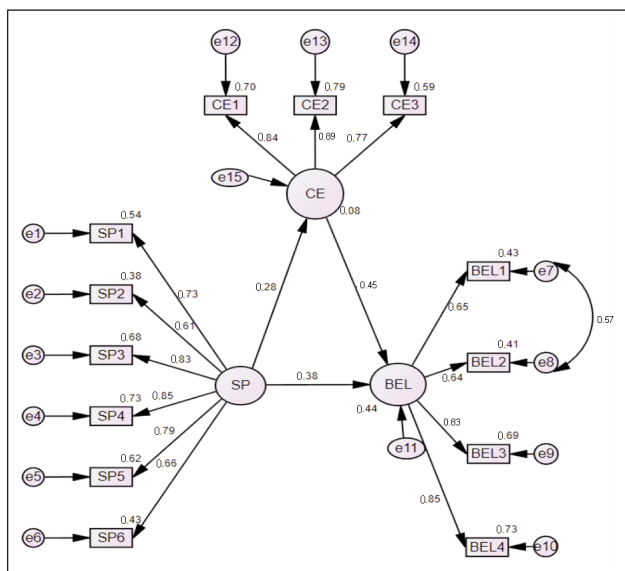 e12 e13 e14
0.70 0.79 0.59
CE1 CE2 CE3
0.84 0.89 0.77
e15
CE
0.08
0.54
e1 SP1
0.43
0.73 BEL1 e7
0.38
e2 SP2 0.28 0.45
0.65
0.61 0.57
0.68 0.41
e3 SP3 0.83 BEL2 e8
0.64
SP 0.38 BEL
0.73 0.85 0.44
e4 SP4
0.83 0.69
0.79 e11 BEL3 e9
0.62 0.66
e5 SP5
0.85
0.43 0.73
e6 SP6 BEL4 e10